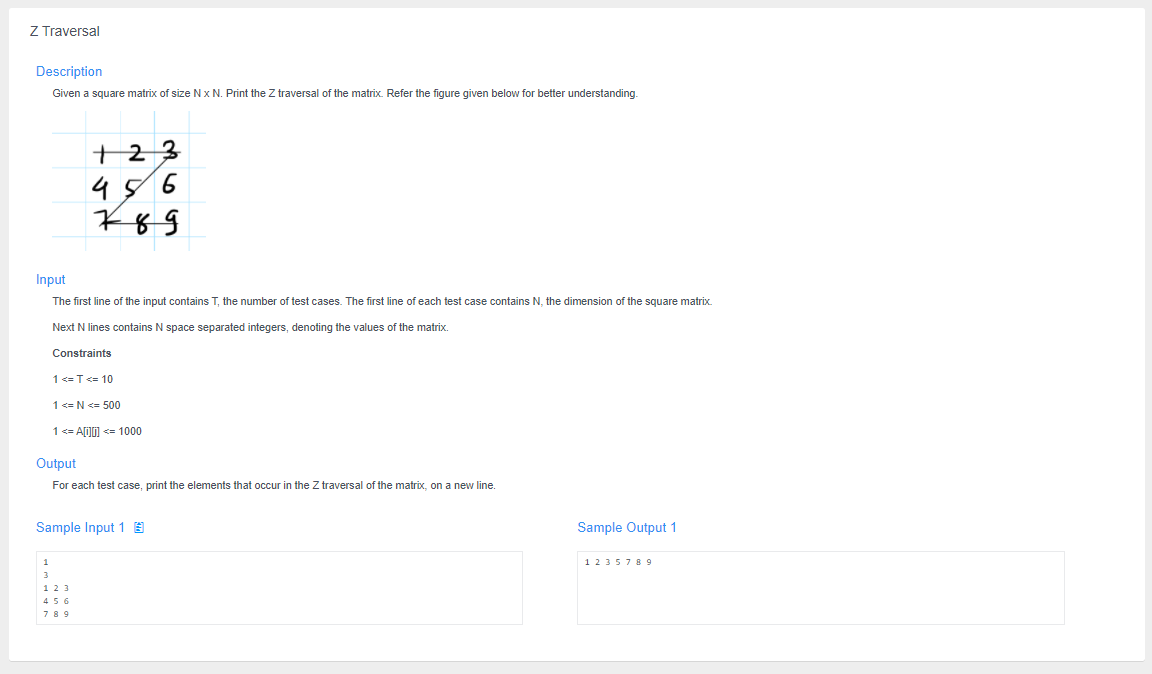 Z Traversal
Description
Given a square matrix of size N x N. Print the Z traversal of the matrix. Refer the figure given below for better understanding.
1 2 3
4 5 6
7 8 9
Input
The first line of the input contains T, the number of test cases. The first line of each test case contains N, the dimension of the square matrix.
Next N lines contains N space separated integers, denoting the values of the matrix.
Constraints
1 <= T <= 10
1 <= N <= 500
1 <= A[i][j] <= 1000
Output
For each test case, print the elements that occur in the Z traversal of the matrix, on a new line.
Sample Input 1
1
3
1 2 3
4 5 6
7 8 9
Sample Output 1
1 2 3 5 7 8 9